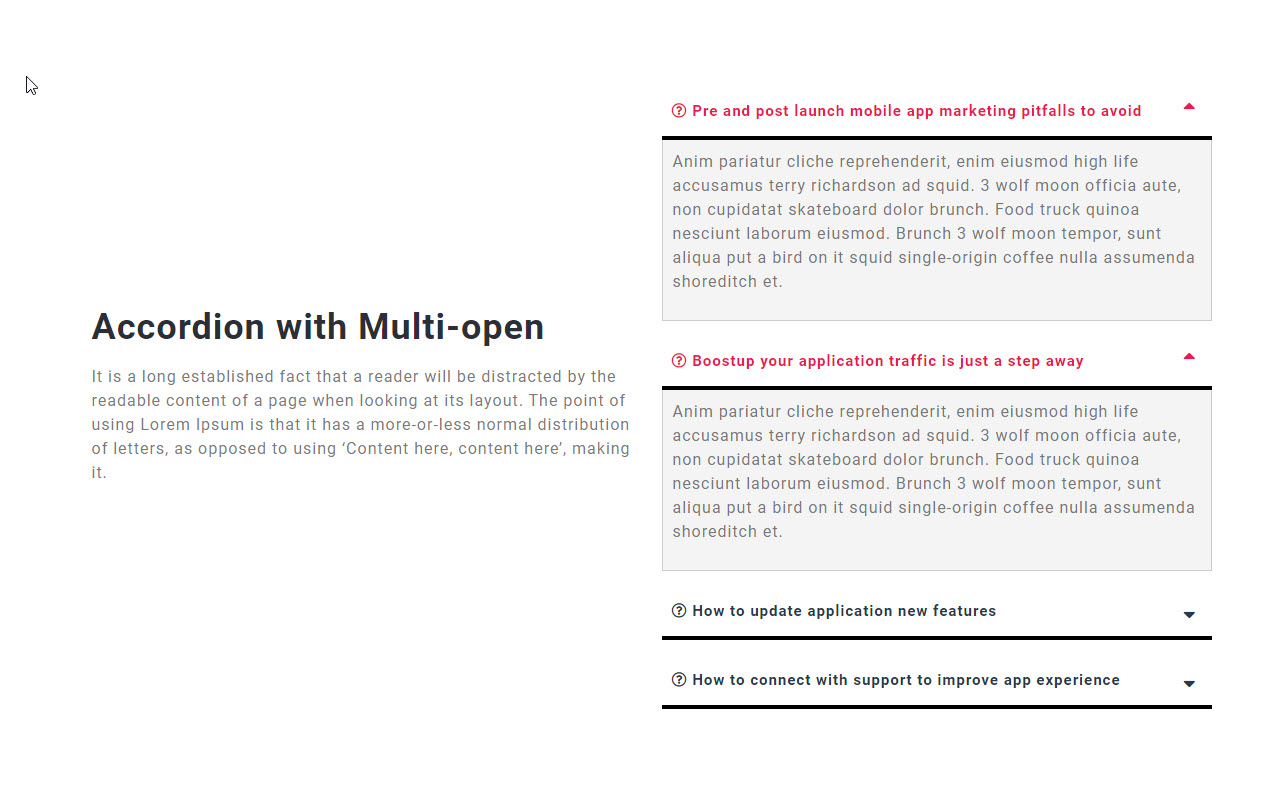 Accordion with Multi-open
It is a long established fact that a reader will be distracted by the
readable content of a page when looking at its layout. The point of
using Lorem Ipsum is that it has a more-or-less normal distribution
of letters, as opposed to using ‘Content here, content here’, making
it.
Pre and post launch mobile app marketing pitfalls to avoid
Anim pariatur cliche reprehenderit, enim eiusmod high life
accusamus terry richardson ad squid. 3 wolf moon officia aute,
non cupidatat skateboard dolor brunch. Food truck quinoa
nesciunt laborum eiusmod. Brunch 3 wolf moon tempor, sunt
aliqua put a bird on it squid single-origin coffee nulla assumenda
shoreditch et.
Boostup your application traffic is just a step away
Anim pariatur cliche reprehenderit, enim eiusmod high life
accusamus terry richardson ad squid. 3 wolf moon officia aute,
non cupidatat skateboard dolor brunch. Food truck quinoa
nesciunt laborum eiusmod. Brunch 3 wolf moon tempor, sunt
aliqua put a bird on it squid single-origin coffee nulla assumenda
shoreditch et.
How to update application new features
How to connect with support to improve app experience